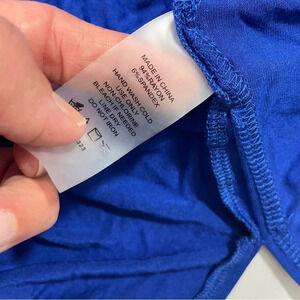 MADE IN CHINA
94%RAYON
6%SPANDEX
HAND WASH COLD
USE ONLY
NON CHLORINE
BLEACH IF NEEDED
LINE DRY
DO NOT IRON